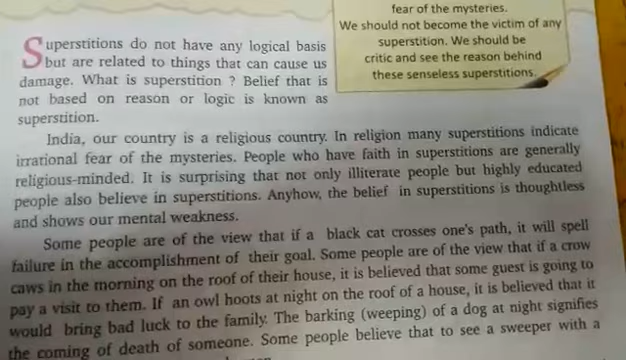 fear of the mysteries.
We should not become the victim of any
superstition. We should be
critic and see the reason behind
these senseless superstitions.
Superstitions do not have any logical basis
but are related to things that can cause us
damage. What is superstition ? Belief that is
not based on reason or logic is known as
superstition.
India, our country is a religious country. In religion many superstitions indicate
irrational fear of the mysteries. People who have faith in superstitions are generally
religious-minded. It is surprising that not only illiterate people but highly educated
people also believe in superstitions. Anyhow, the belief in superstitions is thoughtless
and shows our mental weakness.
Some people are of the view that if a black cat crosses one's path, it will spell
failure in the accomplishment of their goal. Some people are of the view that if a crow
caws in the morning on the roof of their house, it is believed that some guest is going to
pay a visit to them. If an owl hoots at night on the roof of a house, it is believed that it
would bring bad luck to the family. The barking (weeping) of a dog at night signifies
the coming of death of someone. Some people believe that to see a sweeper with a